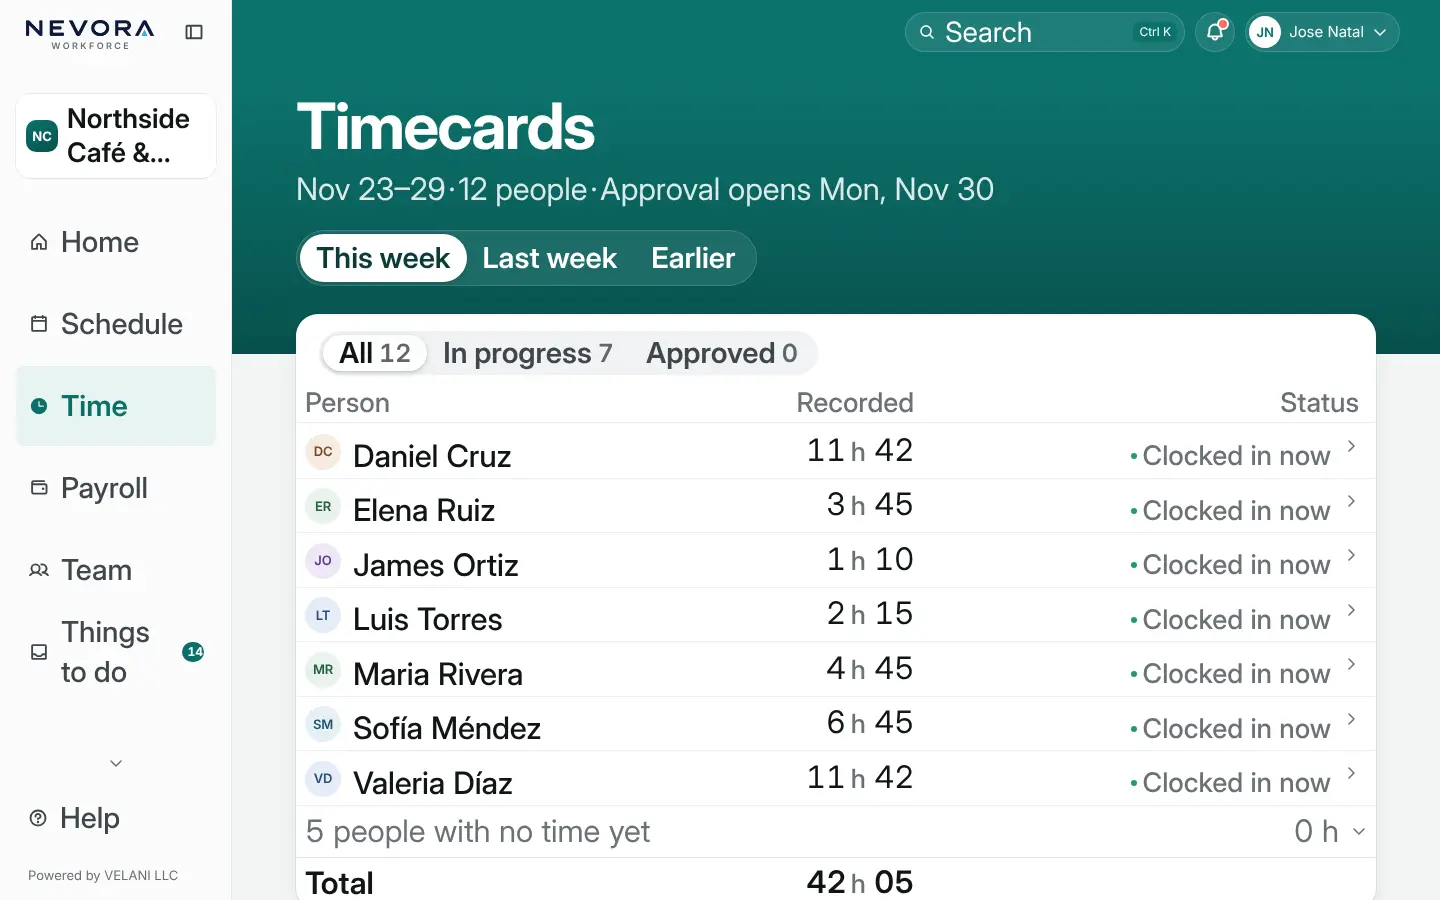 NEVORA
WORKFORCE
Search
Ctrl K
JN
Jose Natal
NC
Northside
Café &...
Home
Schedule
Time
Payroll
Team
Things
to do
14
Help
Powered by VELANI LLC
Timecards
Nov 23–29 · 12 people · Approval opens Mon, Nov 30
This week
Last week
Earlier
All 12
In progress 7
Approved 0
Person
Recorded
Status
DC Daniel Cruz 11 h 42 Clocked in now
ER Elena Ruiz 3 h 45 Clocked in now
JO James Ortiz 1 h 10 Clocked in now
LT Luis Torres 2 h 15 Clocked in now
MR Maria Rivera 4 h 45 Clocked in now
SM Sofía Méndez 6 h 45 Clocked in now
VD Valeria Díaz 11 h 42 Clocked in now
5 people with no time yet 0 h
Total 42 h 05